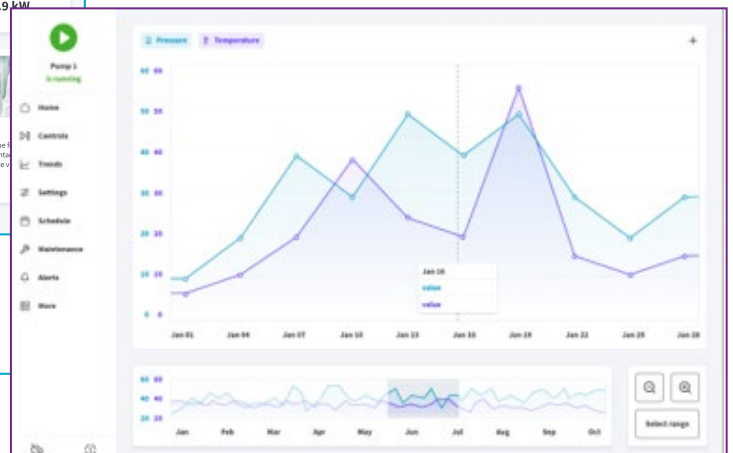 .9 kW
Pump 1
is running
Home
Controls
Trends
Settings
Schedule
Maintenance
Alerts
More
Pressure Temperature +
60 60
50 50
40 40
30 30
20 20
10 10
0 0
Jan 16
value
value
Jan 01 Jan 04 Jan 07 Jan 10 Jan 13 Jan 16 Jan 19 Jan 22 Jan 25 Jan 28
60 60
40 40
20 20
Jan Feb Mar Apr May Jun Jul Aug Sep Oct
Select range